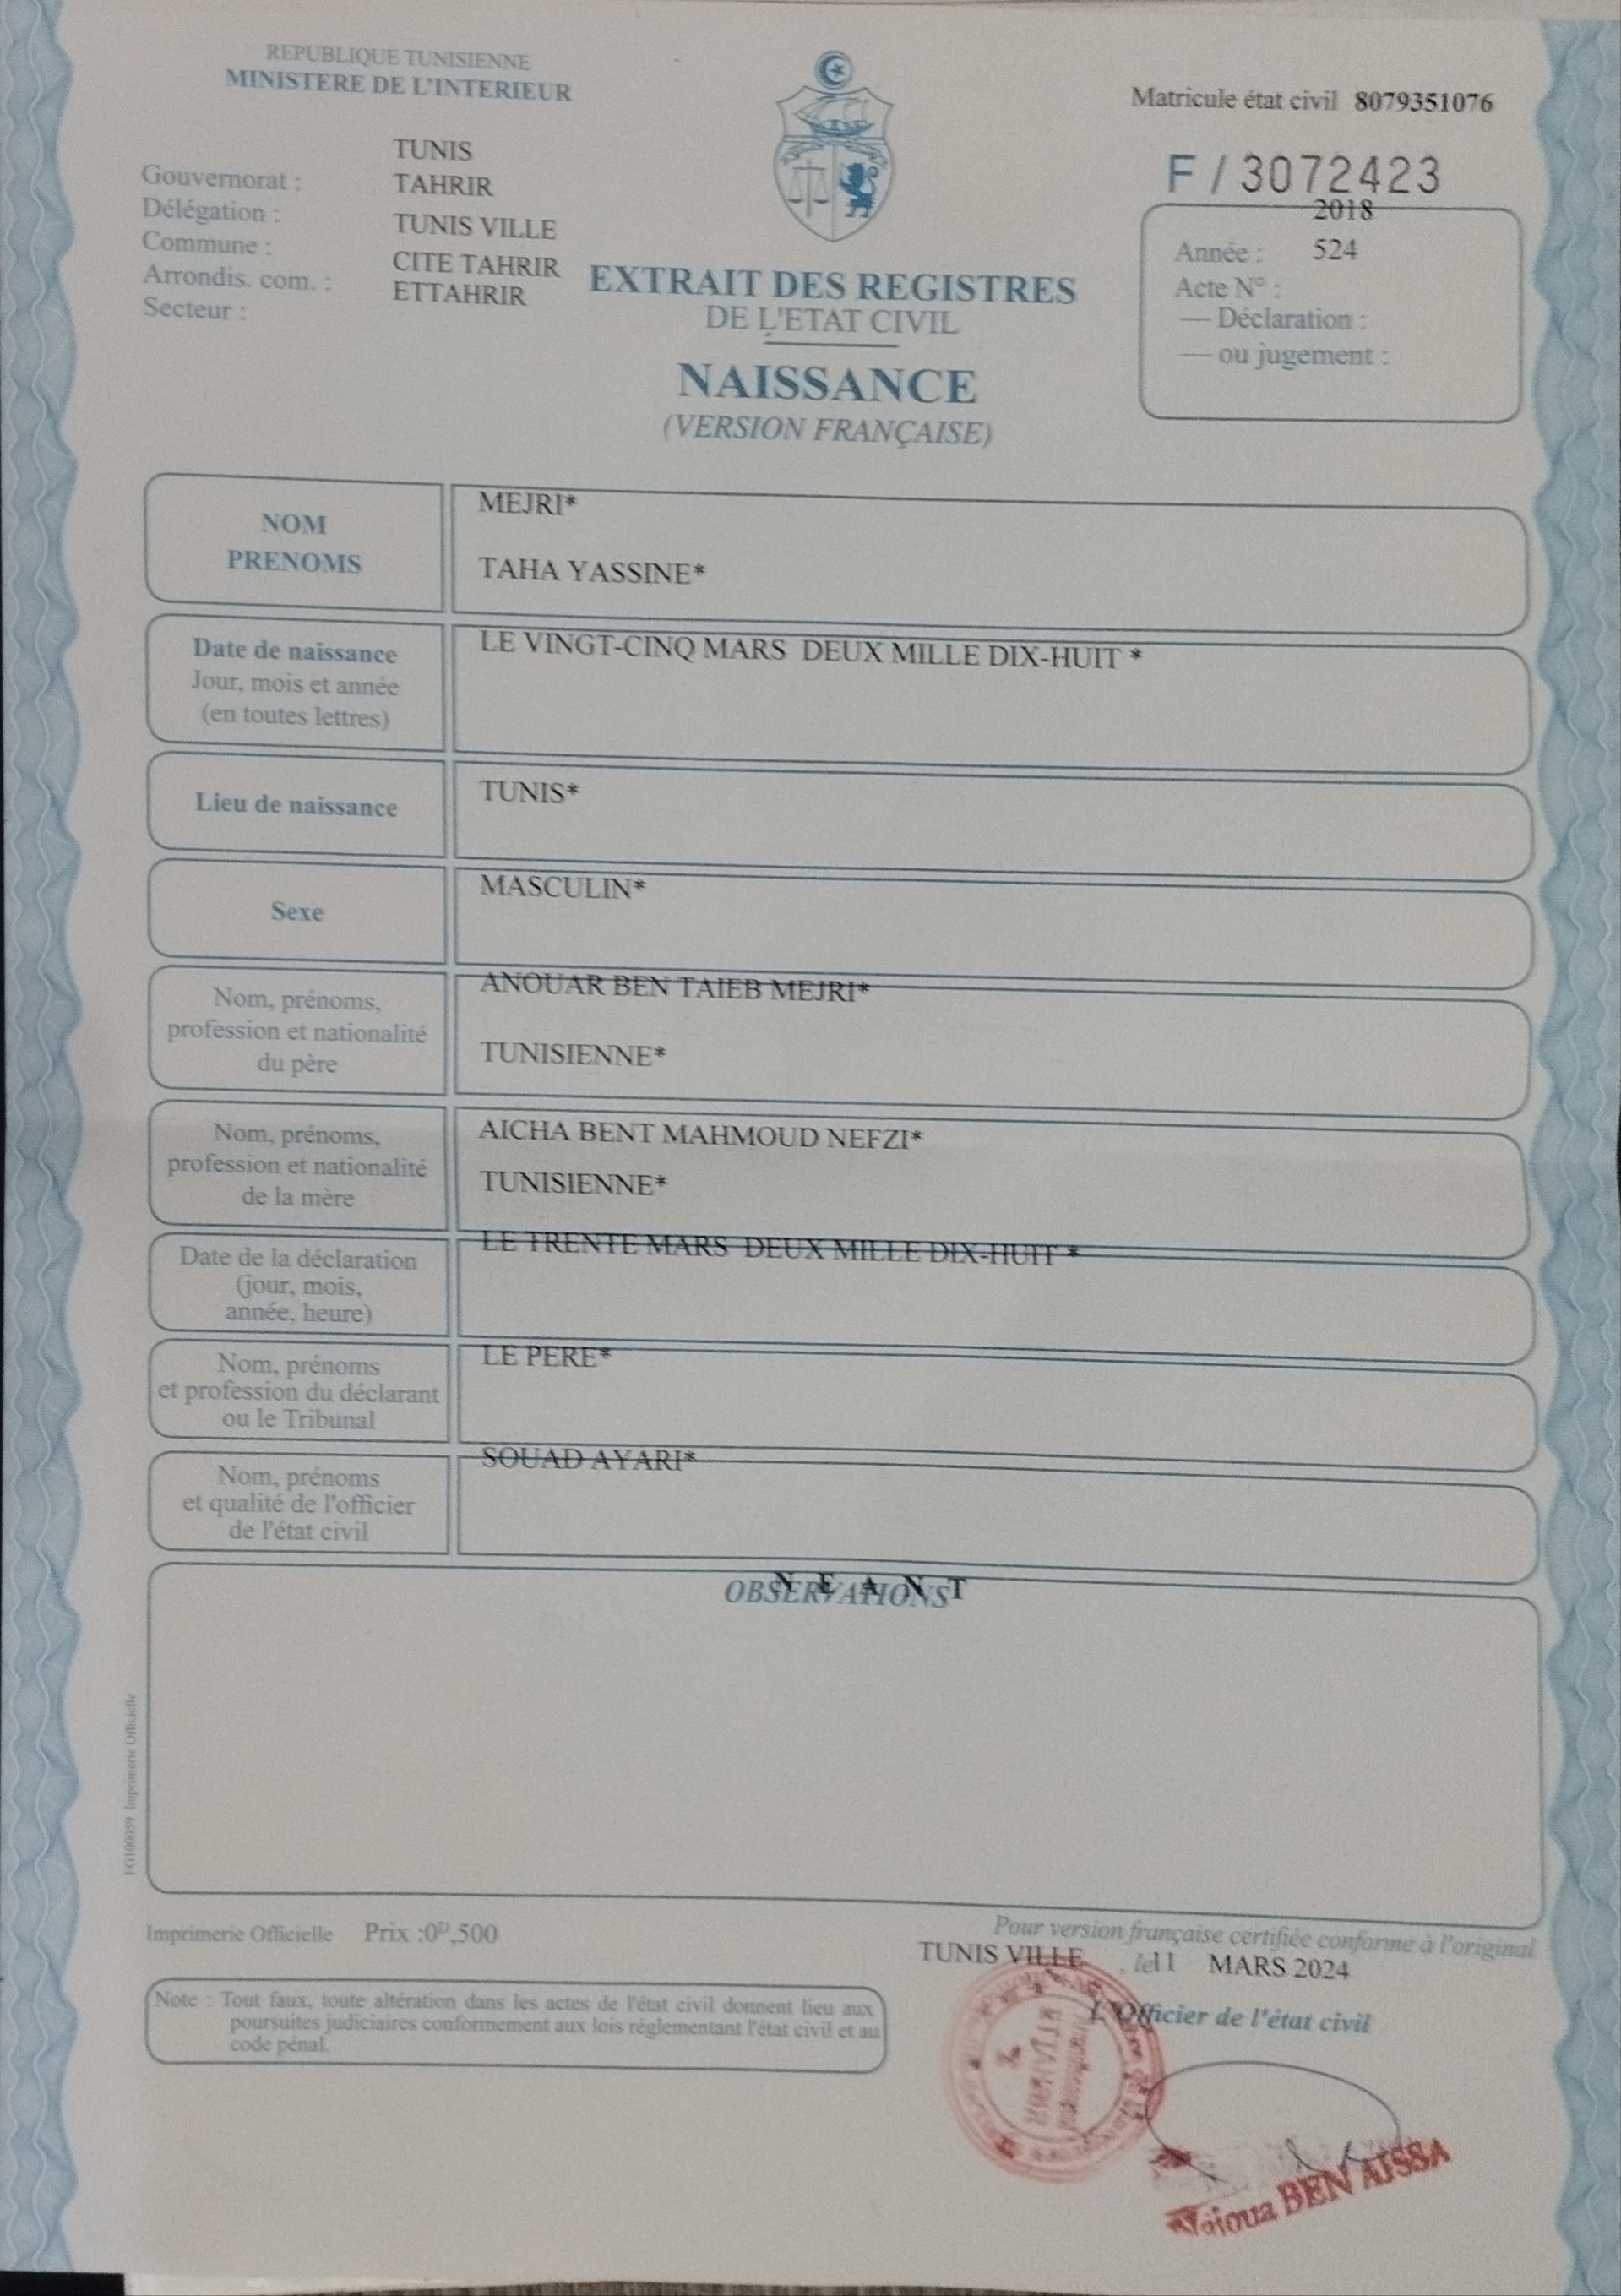 REPUBLIQUE TUNISIENNE
MINISTERE DE L'INTERIEUR
Matricule état civil 8079351076
F / 3072423
Gouvernorat : TUNIS
Délégation : TAHRIR
Commune : TUNIS VILLE
Arrondis. com. : CITE TAHRIR
Secteur : ETTAHRIR
2018
Année : 524
Acte N° :
— Déclaration :
— ou jugement :
EXTRAIT DES REGISTRES
DE L'ETAT CIVIL
NAISSANCE
(VERSION FRANÇAISE)
NOM MEJRI*
PRENOMS TAHA YASSINE*
Date de naissance LE VINGT-CINQ MARS DEUX MILLE DIX-HUIT *
Jour, mois et année
(en toutes lettres)
Lieu de naissance TUNIS*
Sexe MASCULIN*
Nom, prénoms, ANOUAR BEN TAIEB MEJRI*
profession et nationalité TUNISIENNE*
du père
Nom, prénoms, AICHA BENT MAHMOUD NEFZI*
profession et nationalité TUNISIENNE*
de la mère
Date de la déclaration LE TRENTE MARS DEUX MILLE DIX-HUIT *
(jour, mois,
année, heure)
Nom, prénoms LE PERE*
et profession du déclarant
ou le Tribunal
Nom, prénoms SOUAD AYARI*
et qualité de l'officier
de l'état civil
OBSERVATIONS
N E A N T
PG100039 Imprimerie Officielle
Imprimerie Officielle Prix :0ᴰ,500
Pour version française certifiée conforme à l'original
TUNIS VILLE , le 11 MARS 2024
L'Officier de l'état civil
Note : Tout faux, toute altération dans les actes de l'état civil donnent lieu aux
poursuites judiciaires conformement aux lois réglementant l'état civil et au
code pénal.
BEN AISSA